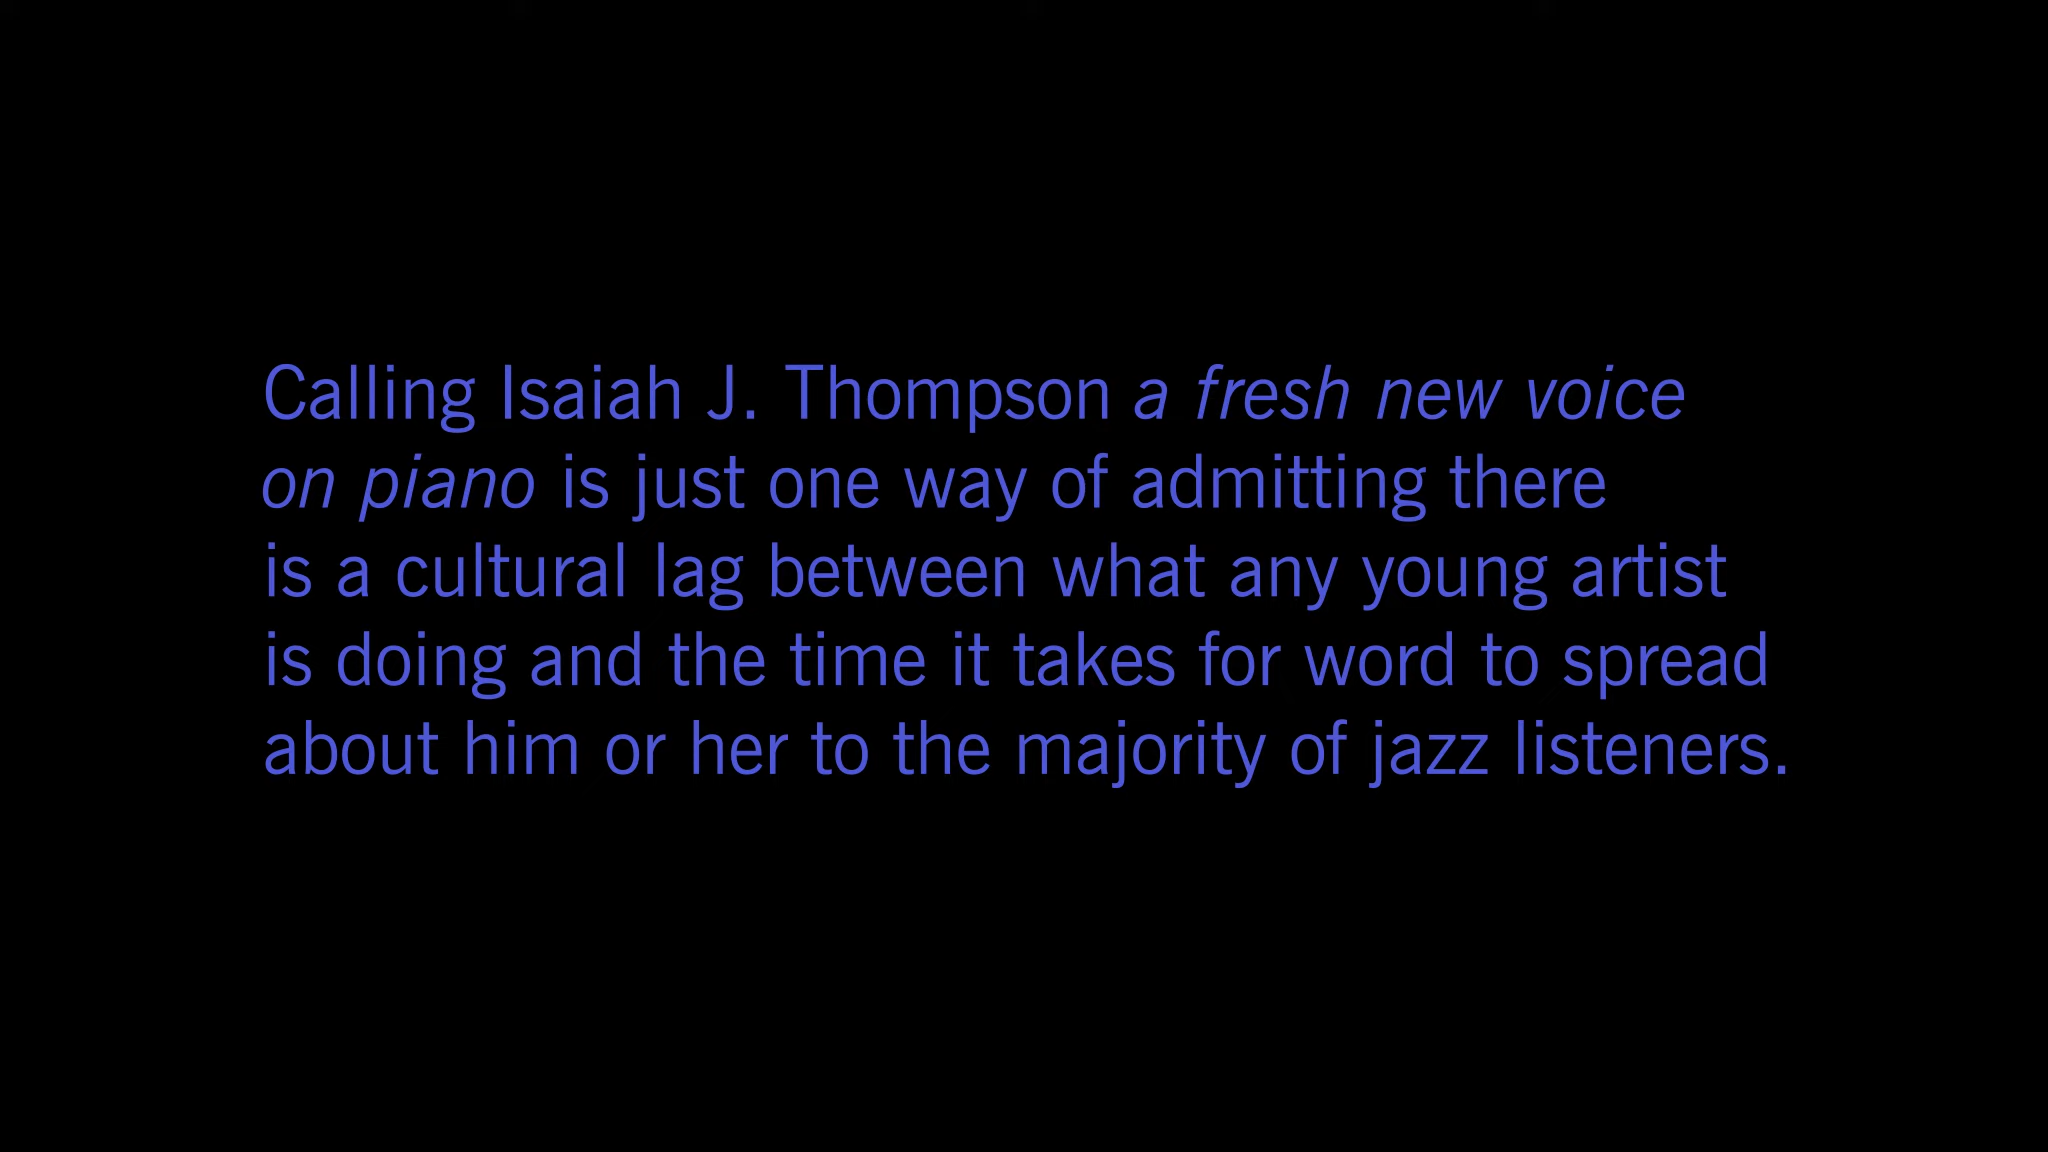 Calling Isaiah J. Thompson a fresh new voice
on piano is just one way of admitting there
is a cultural lag between what any young artist
is doing and the time it takes for word to spread
about him or her to the majority of jazz listeners.